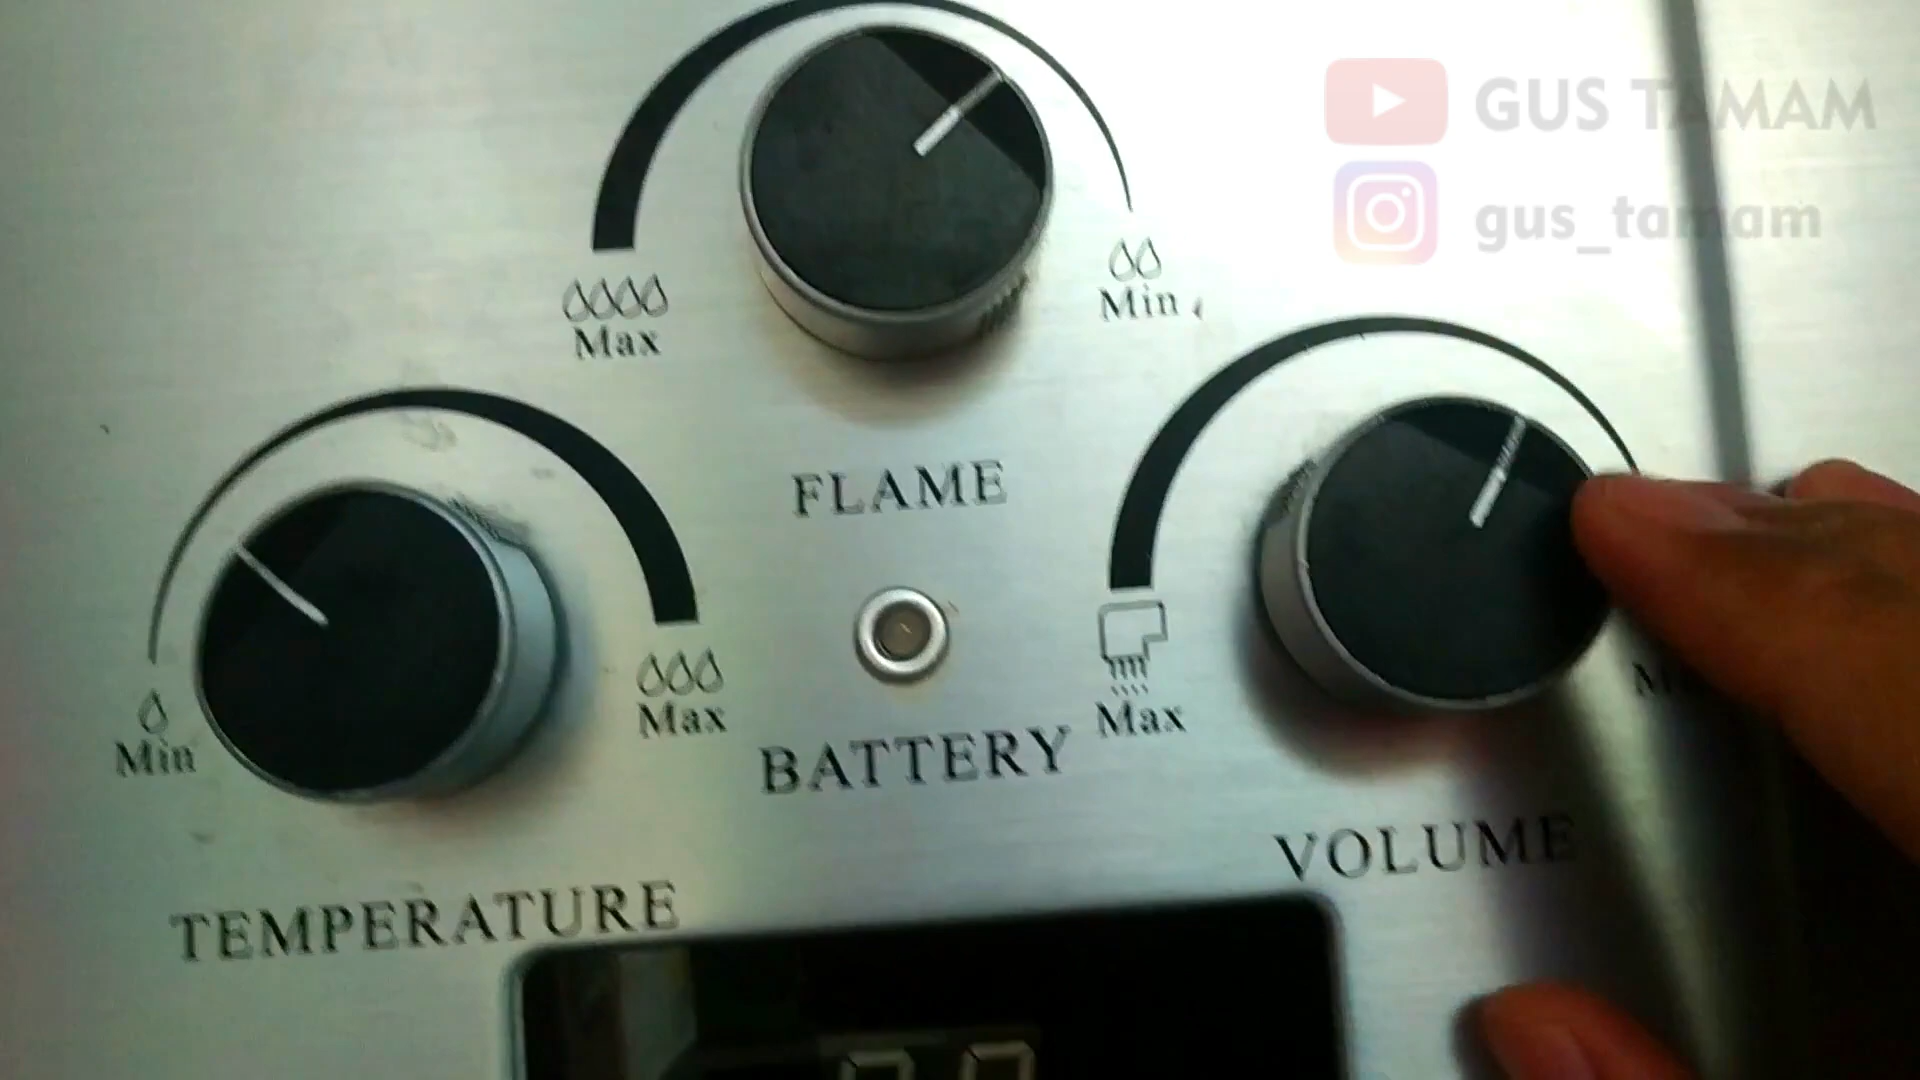 GUS TAMAM
gus_tamam
Max
Min
FLAME
Min
Max
TEMPERATURE
BATTERY
Max
VOLUME